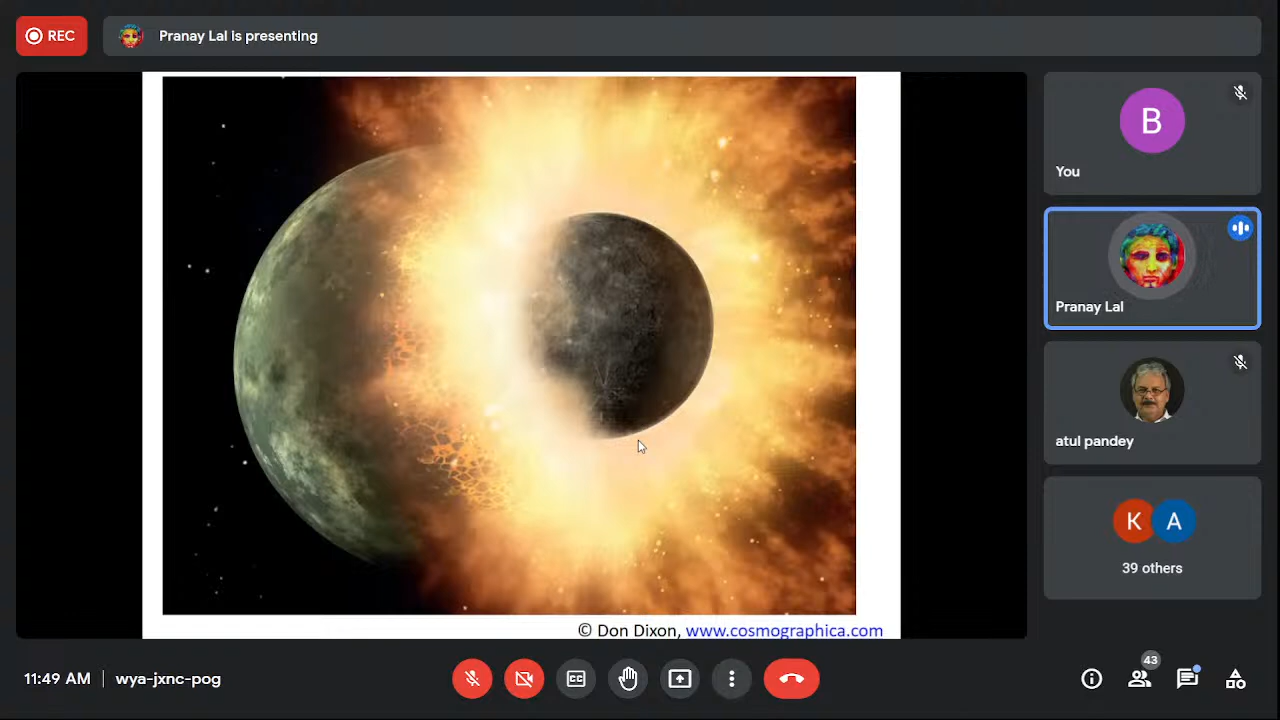 REC
Pranay Lal is presenting
B
You
Pranay Lal
atul pandey
K A
39 others
© Don Dixon, www.cosmographica.com
11:49 AM | wya-jxnc-pog
CC
43